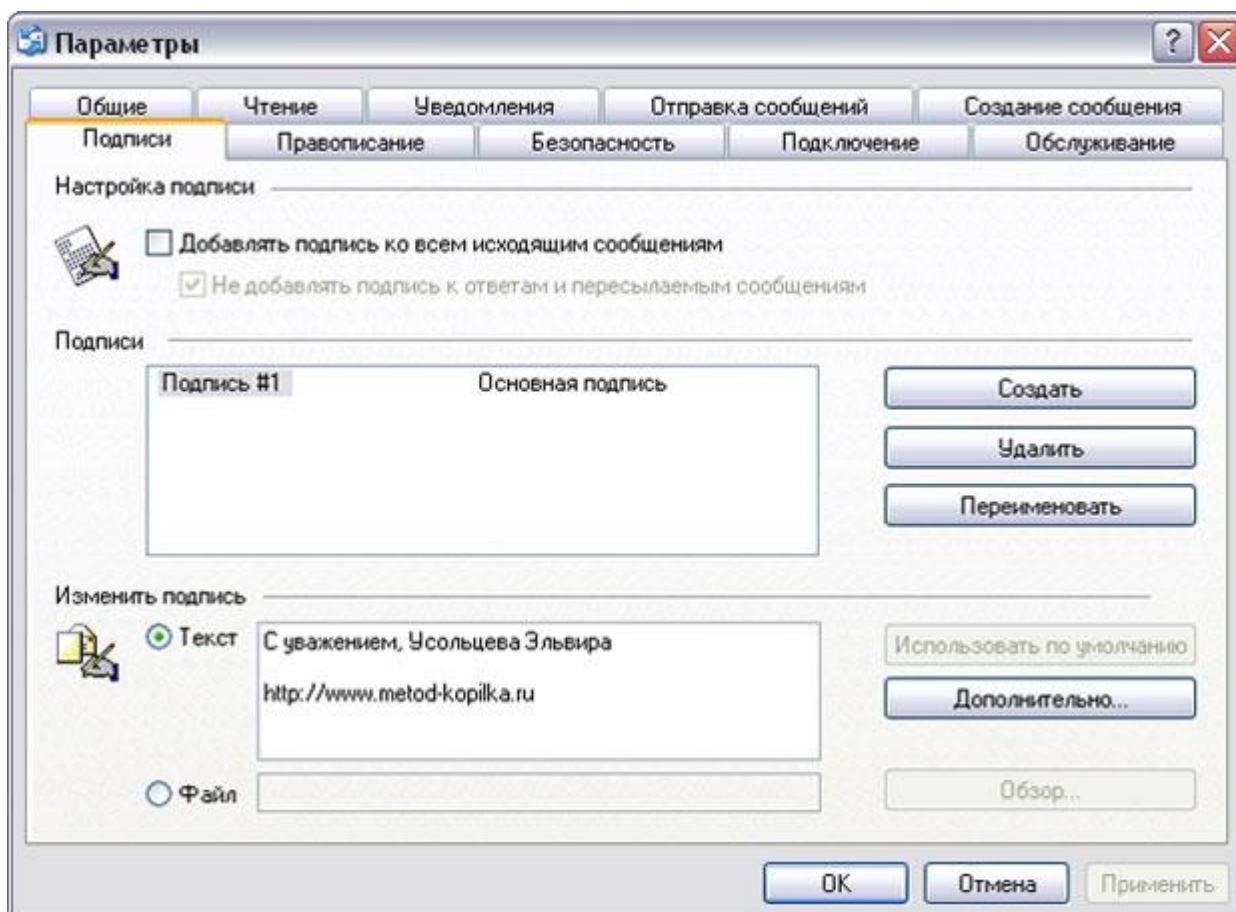 Параметры
Общие Чтение Уведомления Отправка сообщений Создание сообщения
Подписи Правописание Безопасность Подключение Обслуживание
Настройка подписи
Добавлять подпись ко всем исходящим сообщениям
Не добавлять подпись к ответам и пересылаемым сообщениям
Подписи
Подпись #1 Основная подпись
Создать
Удалить
Переименовать
Изменить подпись
Текст С уважением, Усольцева Эльвира
Использовать по умолчанию
http://www.metod-kopilka.ru
Дополнительно...
Файл Обзор...
OK Отмена Применить